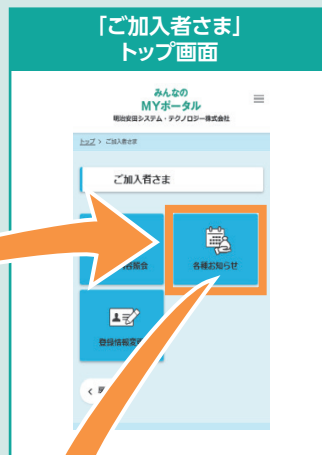 「ご加入者さま」
トップ画面
みんなの
MYポータル
明治安田システム・テクノロジー株式会社
トップ > ご加入者さま
ご加入者さま
各種お知らせ
登録情報変